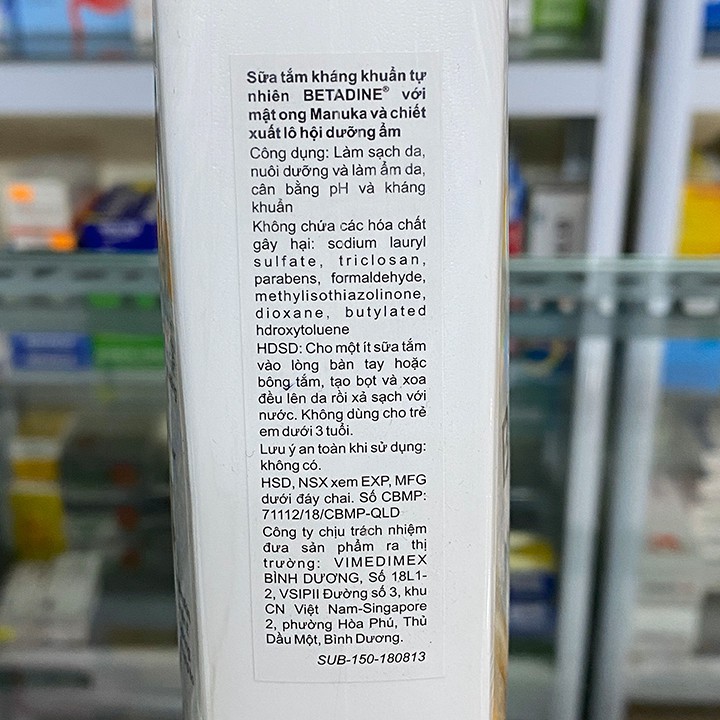 Sữa tắm kháng khuẩn tự
nhiên BETADINE® với
mật ong Manuka và chiết
xuất lô hội dưỡng ẩm
Công dụng: Làm sạch da,
nuôi dưỡng và làm ẩm da,
cân bằng pH và kháng
khuẩn
Không chứa các hóa chất
gây hại: sodium lauryl
sulfate, triclosan,
parabens, formaldehyde,
methylisothiazolinone,
dioxane, butylated
hdroxytoluene
HDSD: Cho một ít sữa tắm
vào lòng bàn tay hoặc
bông tắm, tạo bọt và xoa
đều lên da rồi xả sạch với
nước. Không dùng cho trẻ
em dưới 3 tuổi.
Lưu ý an toàn khi sử dụng:
không có.
HSD, NSX xem EXP, MFG
dưới đáy chai. Số CBMP:
71112/18/CBMP-QLD
Công ty chịu trách nhiệm
đưa sản phẩm ra thị
trường: VIMEDIMEX
BÌNH DƯƠNG, Số 18L1-
2, VSIPII Đường số 3, khu
CN Việt Nam-Singapore
2, phường Hòa Phú, Thủ
Dầu Một, Bình Dương.
SUB-150-180813